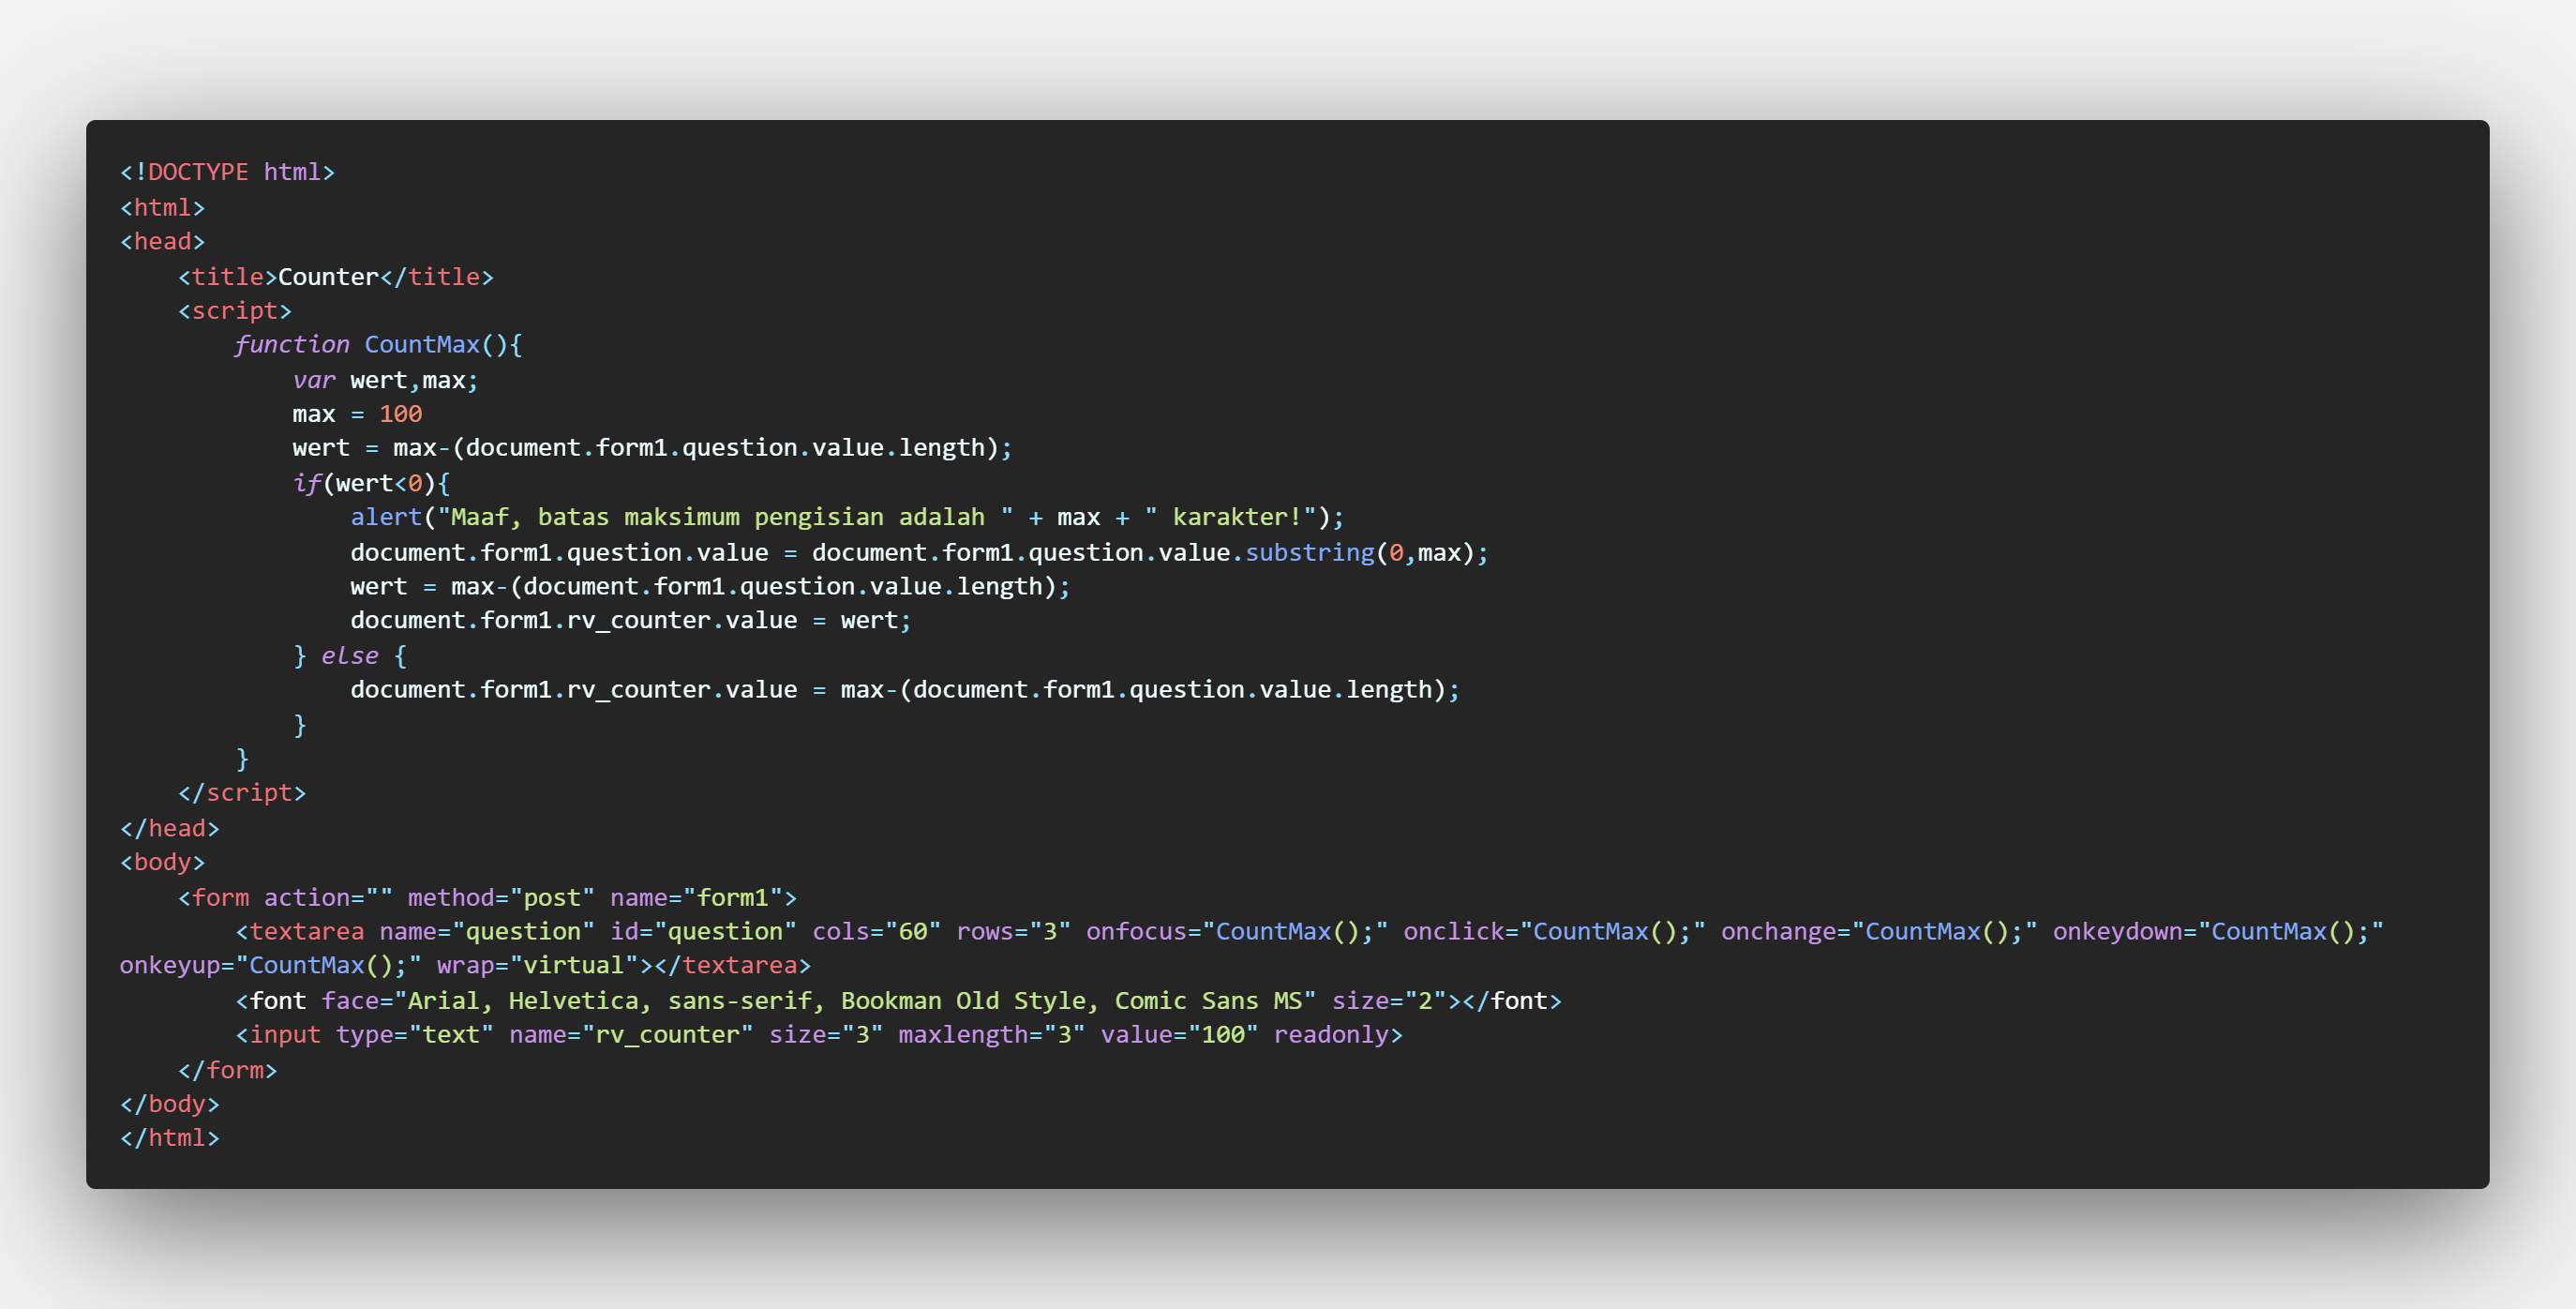 <!DOCTYPE html>
<html>
<head>
    <title>Counter</title>
    <script>
        function CountMax(){
            var wert,max;
            max = 100
            wert = max-(document.form1.question.value.length);
            if(wert<0){
                alert("Maaf, batas maksimum pengisian adalah " + max + " karakter!");
                document.form1.question.value = document.form1.question.value.substring(0,max);
                wert = max-(document.form1.question.value.length);
                document.form1.rv_counter.value = wert;
            } else {
                document.form1.rv_counter.value = max-(document.form1.question.value.length);
            }
        }
    </script>
</head>
<body>
    <form action="" method="post" name="form1">
        <textarea name="question" id="question" cols="60" rows="3" onfocus="CountMax();" onclick="CountMax();" onchange="CountMax();" onkeydown="CountMax();"
onkeyup="CountMax();" wrap="virtual"></textarea>
        <font face="Arial, Helvetica, sans-serif, Bookman Old Style, Comic Sans MS" size="2"></font>
        <input type="text" name="rv_counter" size="3" maxlength="3" value="100" readonly>
    </form>
</body>
</html>